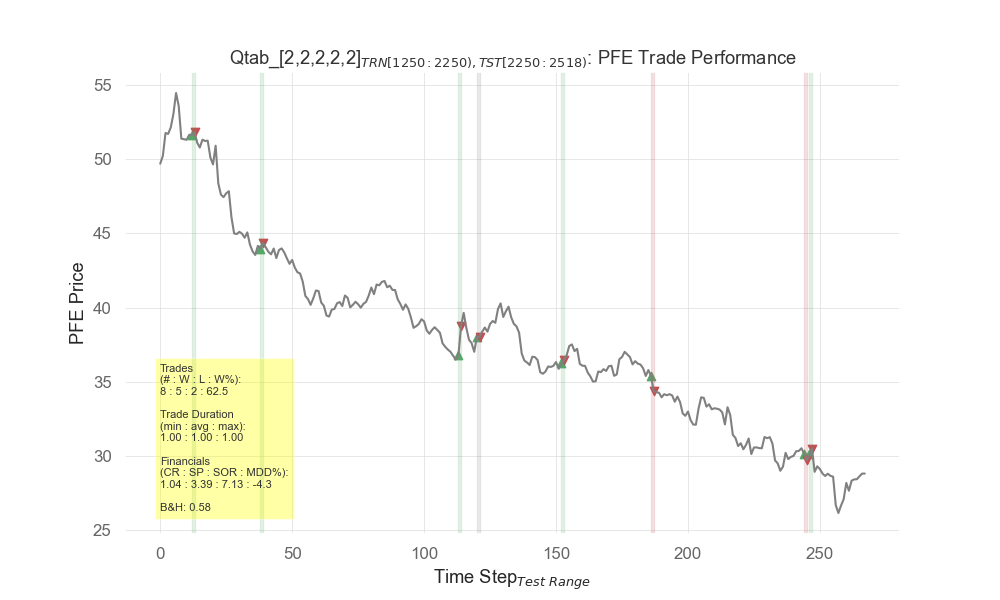 Qtab_[2,2,2,2,2]TRN[1250:2250),TST[2250:2518): PFE Trade Performance
55
50
45
40
35
30
25
PFE Price
Trades
(# : W : L : W%):
8 : 5 : 2 : 62.5
Trade Duration
(min : avg : max):
1.00 : 1.00 : 1.00
Financials
(CR : SP : SOR : MDD%):
1.04 : 3.39 : 7.13 : -4.3
B&H: 0.58
0
50
100
150
200
250
Time StepTest Range